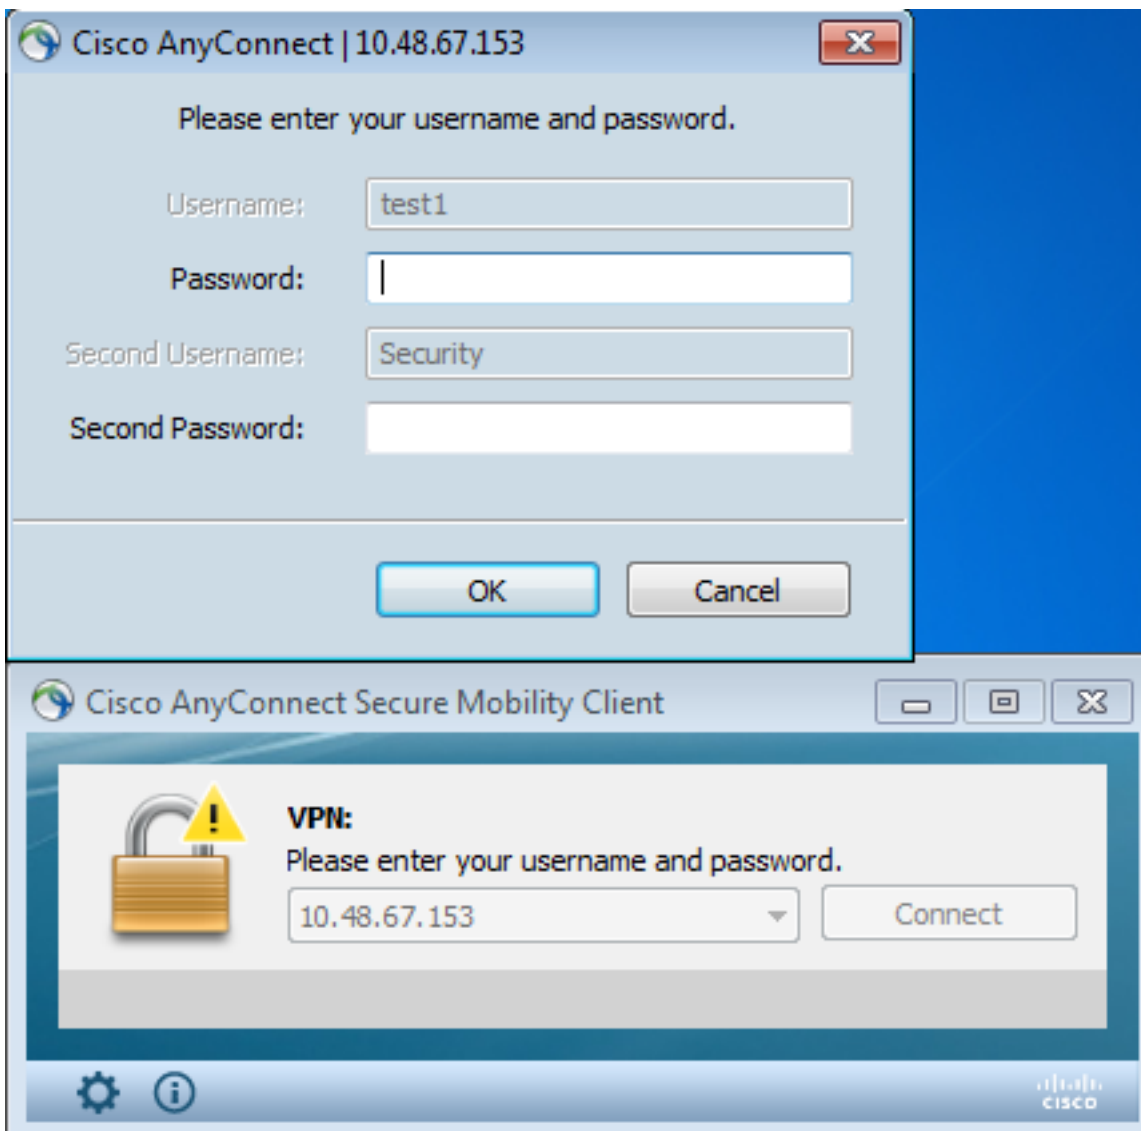 Cisco AnyConnect | 10.48.67.153
Please enter your username and password.
Username:
test1
Password:
Second Username:
Security
Second Password:
OK
Cancel
Cisco AnyConnect Secure Mobility Client
VPN:
Please enter your username and password.
10.48.67.153
Connect
CISCO